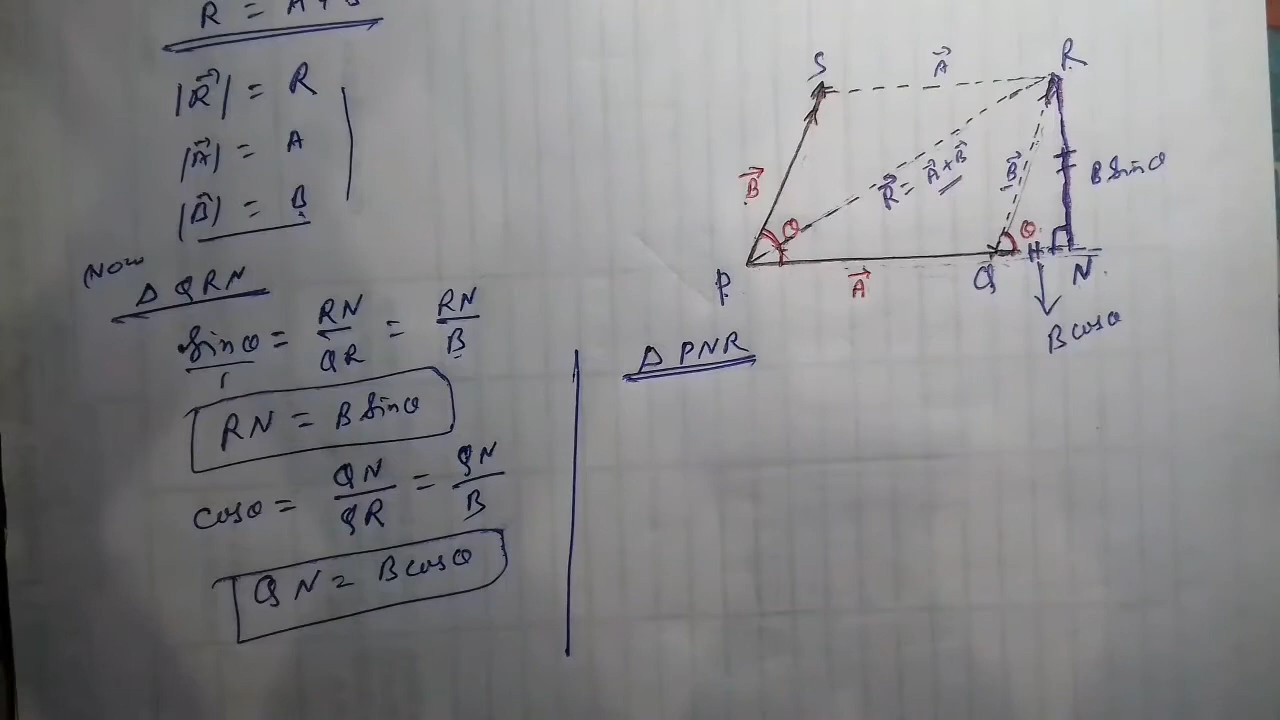 R = A + B
|R⃗| = R
|A⃗| = A
|B⃗| = B
(Now
Δ QRN
Sinθ = RN/QR = RN/B
RN = B Sinθ
cosθ = QN/QR = QN/B
QN = B cosθ
S
A⃗
R
B⃗
θ
R⃗ = A⃗ + B⃗
B⃗
θ
B Sinθ
P
A⃗
Q
N
B cosθ
Δ PNR